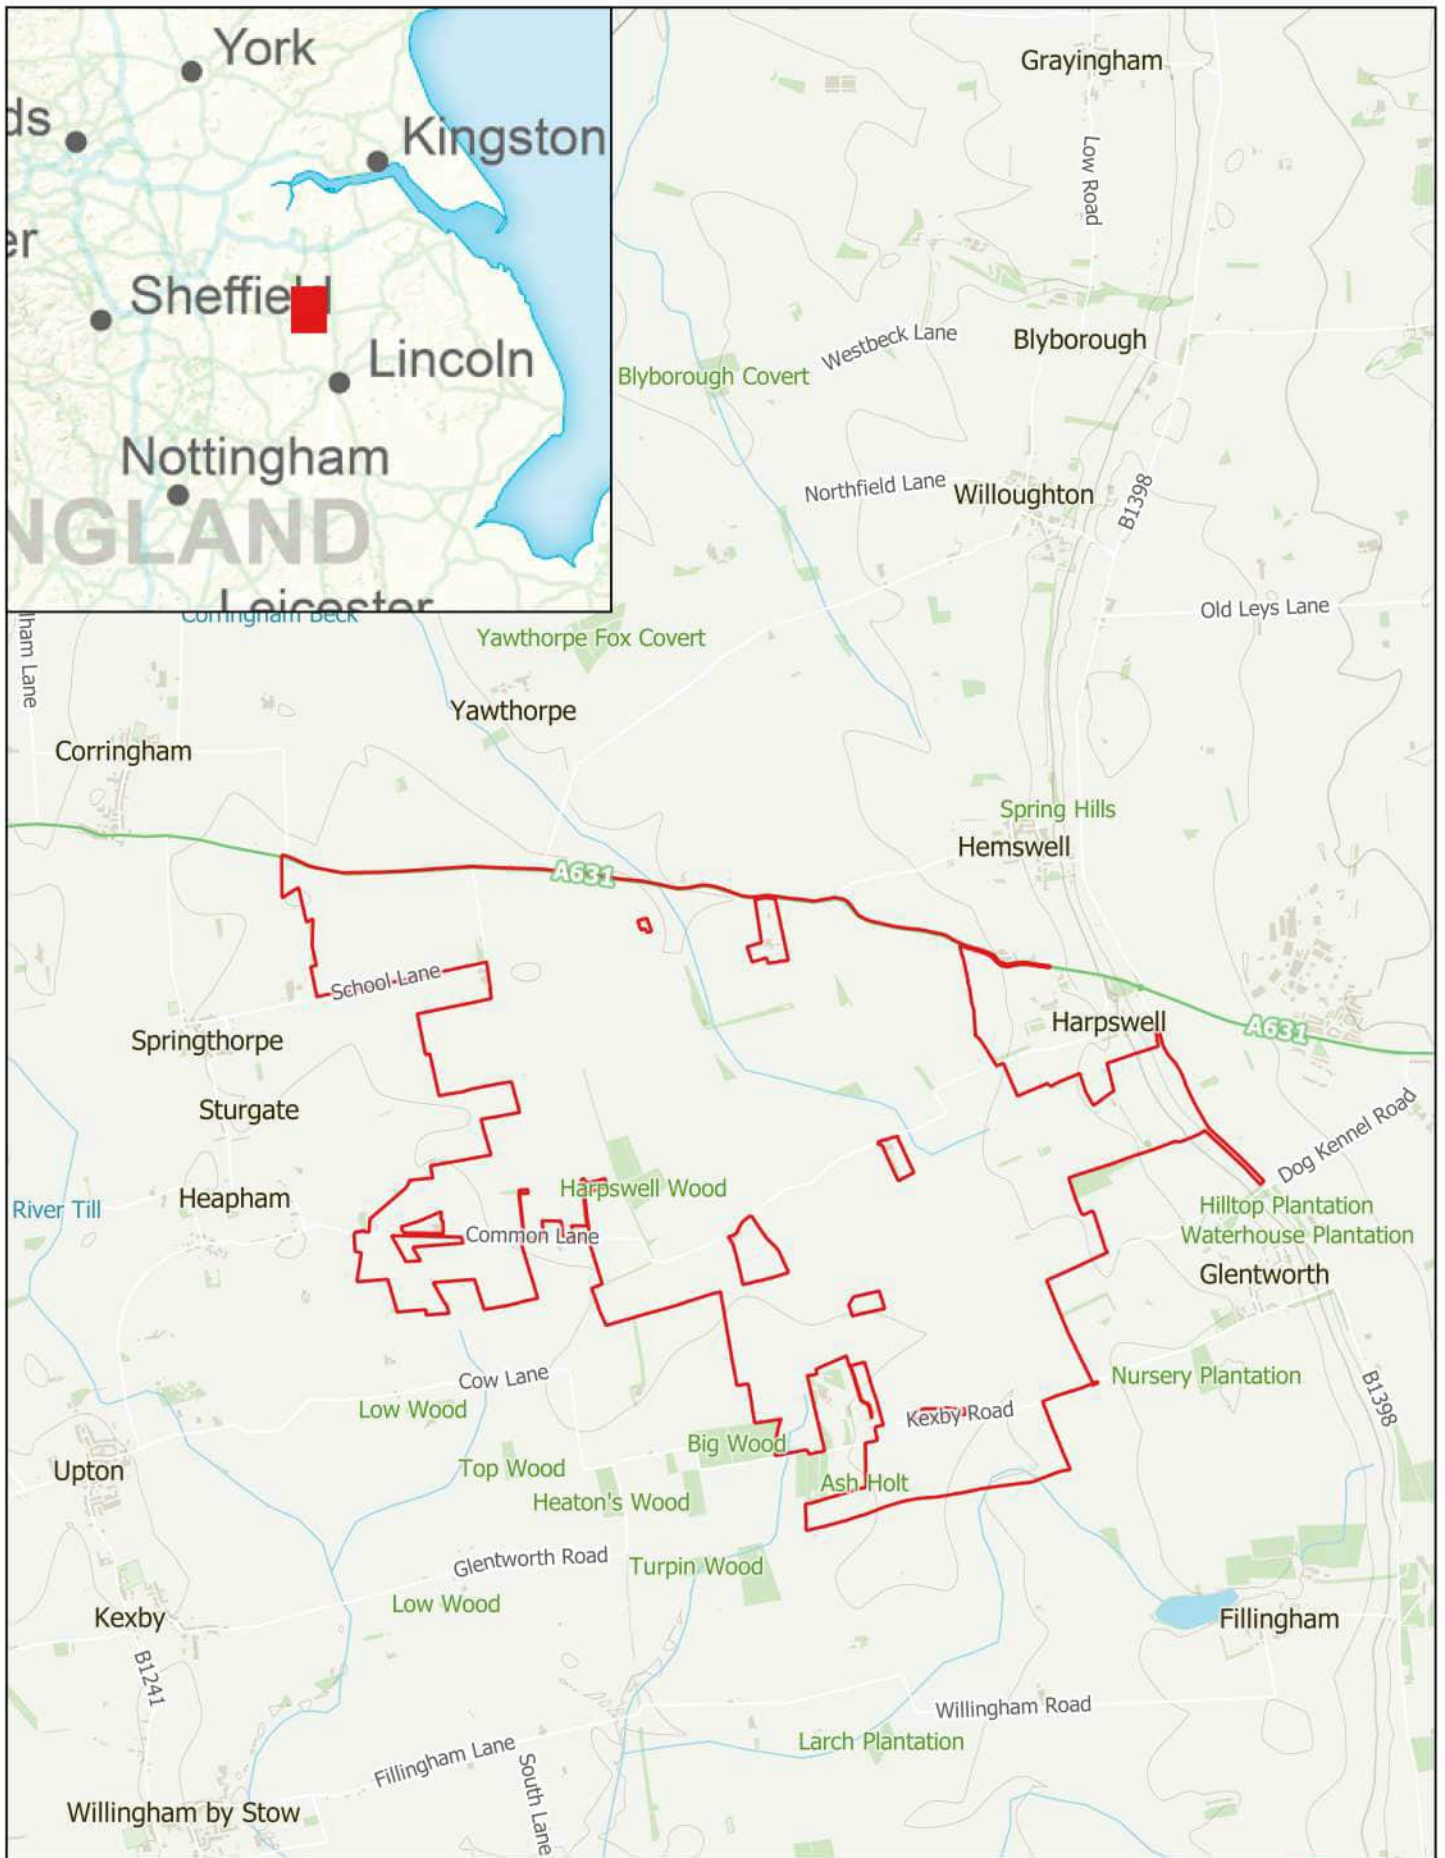 York
ds
Kingston
er
Sheffield
Lincoln
Nottingham
NGLAND
Leicester
Grayingham
Low Road
Westbeck Lane
Blyborough
Blyborough Covert
Northfield Lane
Willoughton
B1398
Old Leys Lane
Corringham Beck
lham Lane
Yawthorpe Fox Covert
Yawthorpe
Corringham
Spring Hills
Hemswell
A631
School Lane
Harpswell
A631
Springthorpe
Sturgate
Dog Kennel Road
Harpswell Wood
Heapham
River Till
Hilltop Plantation
Common Lane
Waterhouse Plantation
Glentworth
Cow Lane
Nursery Plantation
Low Wood
Kexby Road
B1398
Big Wood
Upton
Top Wood
Ash Holt
Heaton's Wood
Glentworth Road
Turpin Wood
Low Wood
Kexby
Fillingham
B1241
Willingham Road
Larch Plantation
Fillingham Lane
South Lane
Willingham by Stow